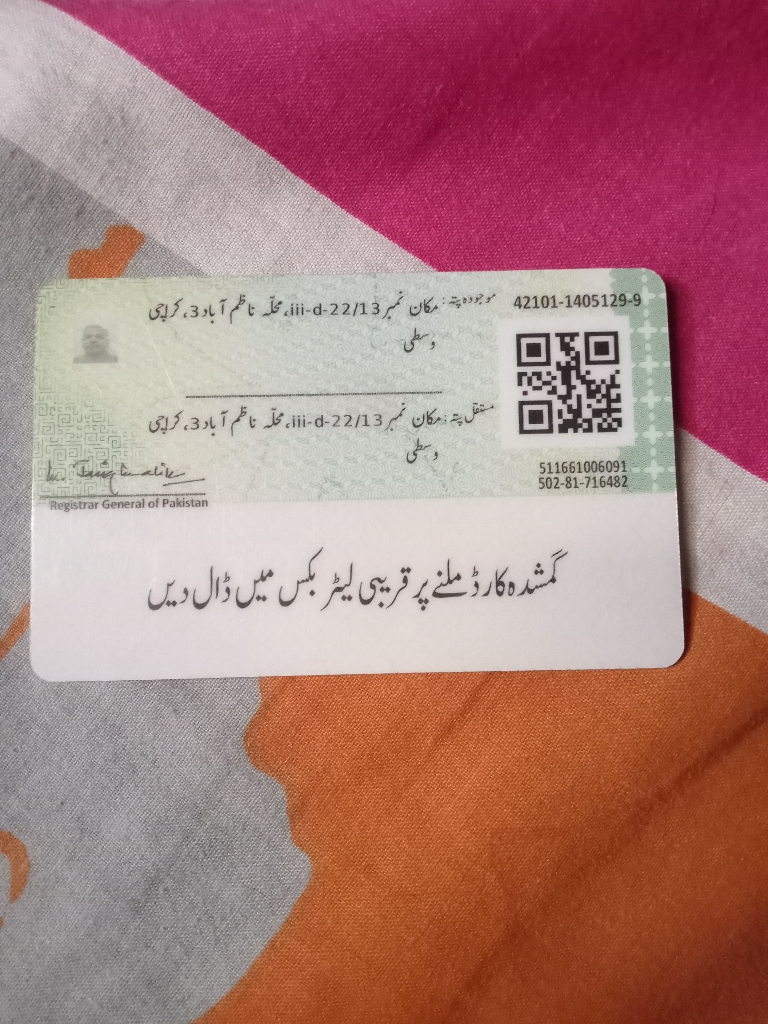 42101-1405129-9
موجودہ پتہ: مکان نمبر iii-d-22/13، محلّہ ناظم آباد 3، کراچی
وسطی
مستقل پتہ: مکان نمبر iii-d-22/13، محلّہ ناظم آباد 3، کراچی
وسطی
511661006091
502-81-716482
Registrar General of Pakistan
گمشدہ کارڈ ملنے پر قریبی لیٹر بکس میں ڈال دیں